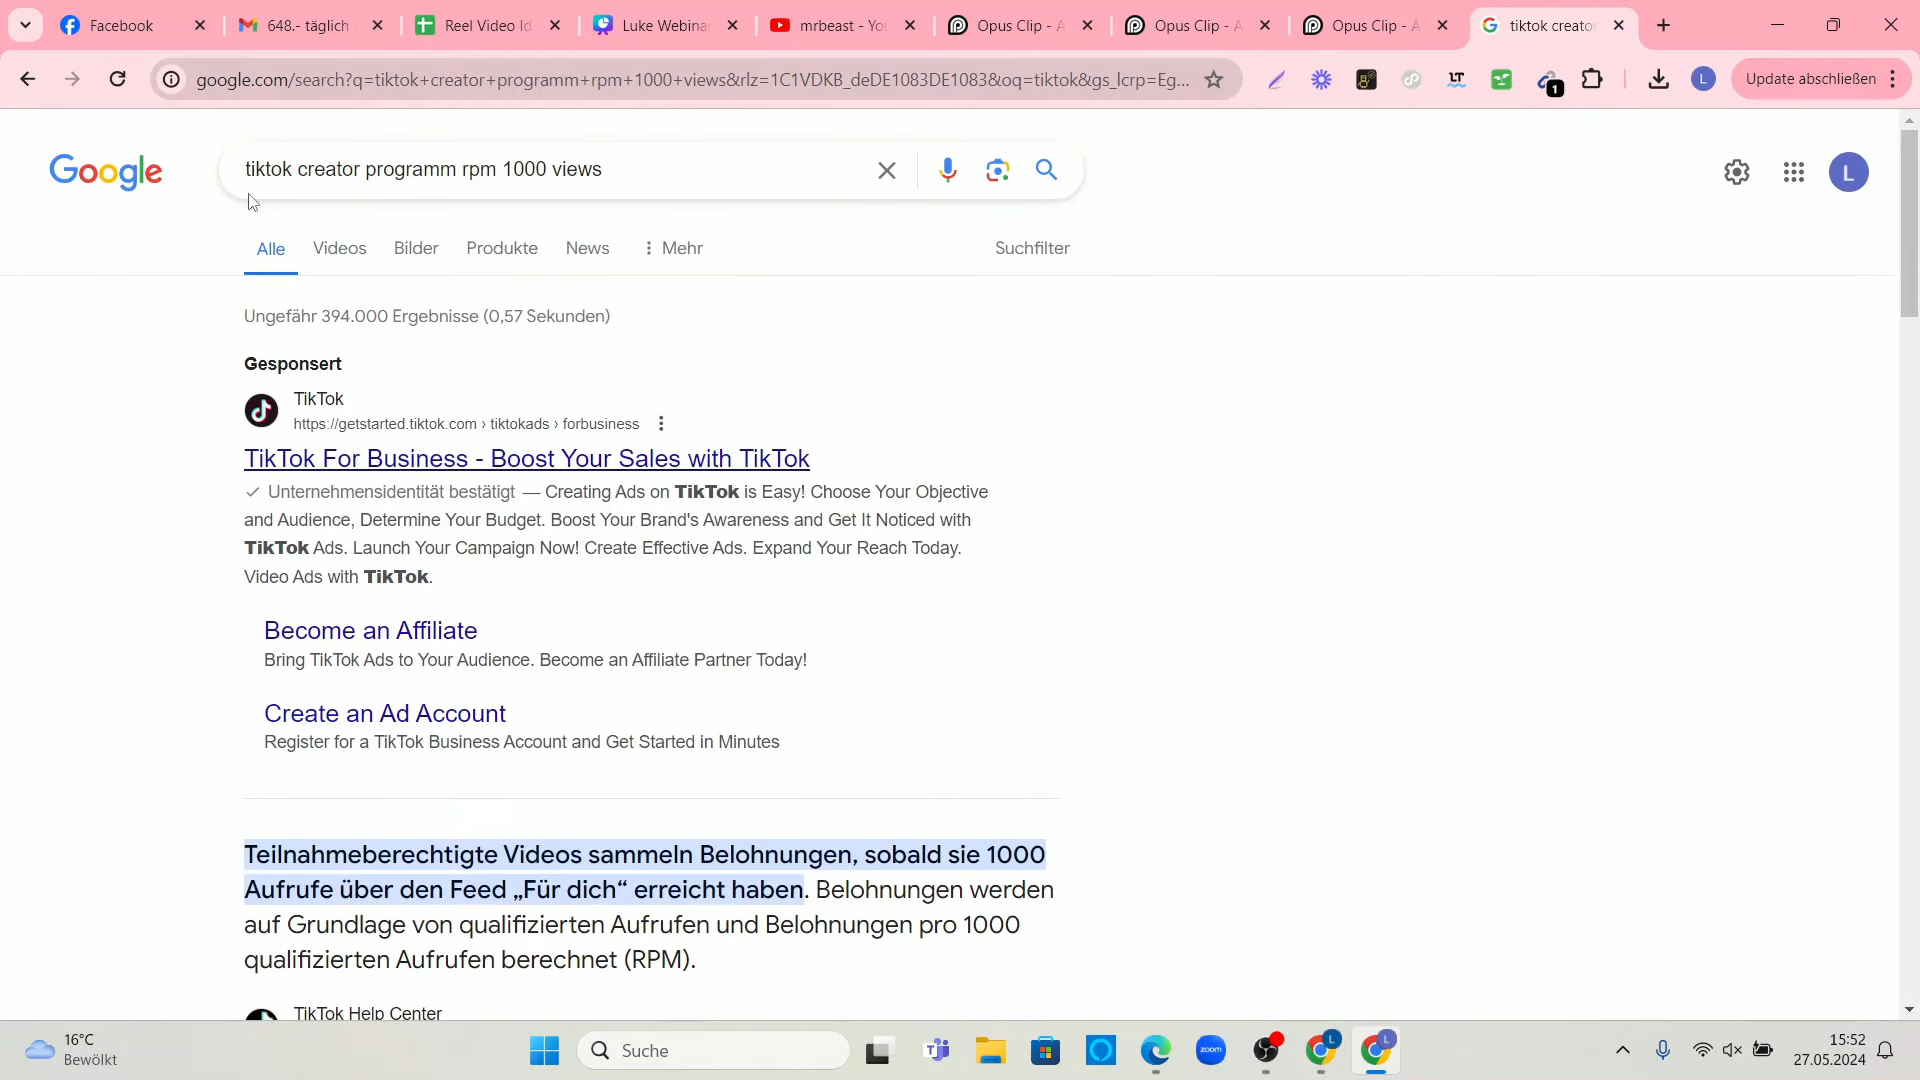 Facebook
648.- täglich
Reel Video Id
Luke Webinar
mrbeast - You
Opus Clip - A
Opus Clip - A
Opus Clip - A
tiktok creator
google.com/search?q=tiktok+creator+programm+rpm+1000+views&rlz=1C1VDKB_deDE1083DE1083&oq=tiktok&gs_lcrp=Eg...
LT
1
L
Update abschließen
Google
tiktok creator programm rpm 1000 views
L
Alle
Videos
Bilder
Produkte
News
Mehr
Suchfilter
Ungefähr 394.000 Ergebnisse (0,57 Sekunden)
Gesponsert
TikTok
https://getstarted.tiktok.com › tiktokads › forbusiness
TikTok For Business - Boost Your Sales with TikTok
Unternehmensidentität bestätigt — Creating Ads on TikTok is Easy! Choose Your Objective
and Audience, Determine Your Budget. Boost Your Brand's Awareness and Get It Noticed with
TikTok Ads. Launch Your Campaign Now! Create Effective Ads. Expand Your Reach Today.
Video Ads with TikTok.
Become an Affiliate
Bring TikTok Ads to Your Audience. Become an Affiliate Partner Today!
Create an Ad Account
Register for a TikTok Business Account and Get Started in Minutes
Teilnahmeberechtigte Videos sammeln Belohnungen, sobald sie 1000
Aufrufe über den Feed „Für dich“ erreicht haben. Belohnungen werden
auf Grundlage von qualifizierten Aufrufen und Belohnungen pro 1000
qualifizierten Aufrufen berechnet (RPM).
TikTok Help Center
16°C
Bewölkt
Suche
zoom
L
L
15:52
27.05.2024